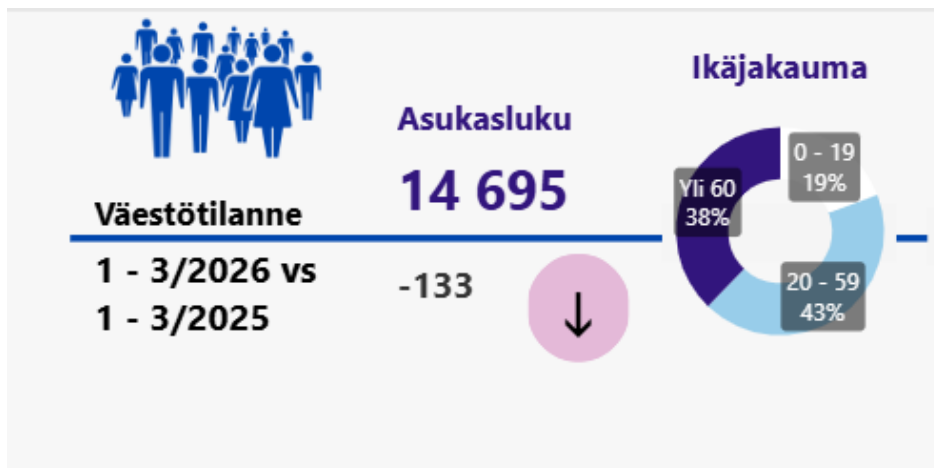 Väestötilanne
1 - 3/2026 vs
1 - 3/2025
Asukasluku
14 695
-133
Ikäjakauma
0 - 19
19%
Yli 60
38%
20 - 59
43%